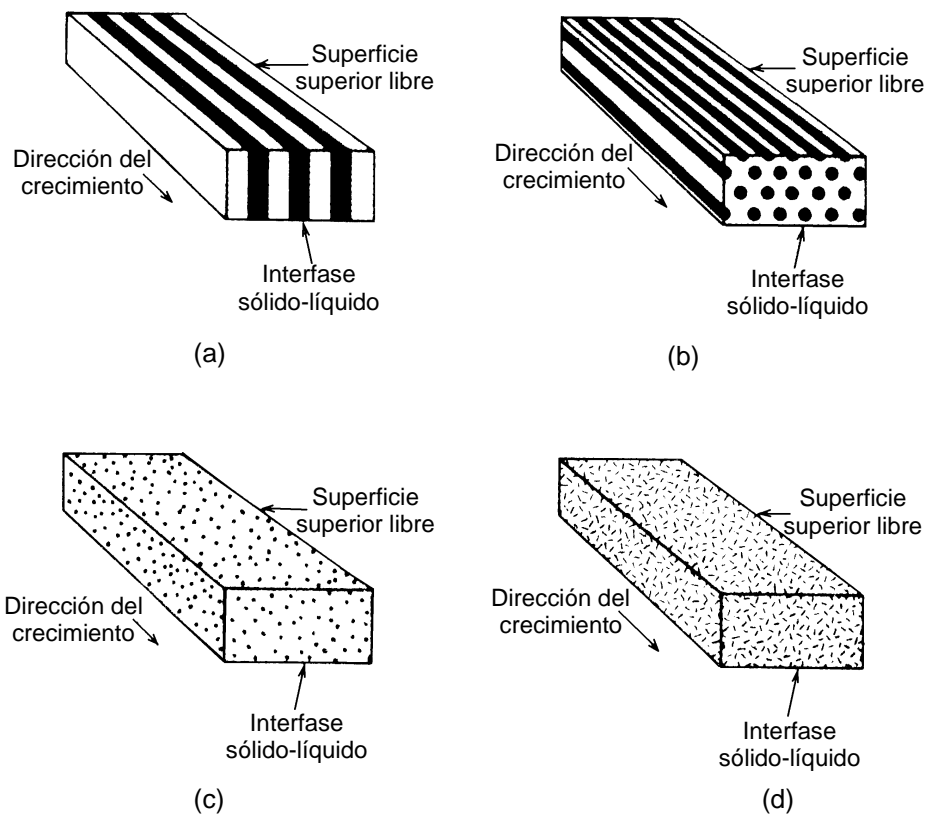 Superficie
superior libre
Dirección del
crecimiento
Interfase
sólido-líquido
(a)
Superficie
superior libre
Dirección del
crecimiento
Interfase
sólido-líquido
(b)
Superficie
superior libre
Dirección del
crecimiento
Interfase
sólido-líquido
(c)
Superficie
superior libre
Dirección del
crecimiento
Interfase
sólido-líquido
(d)